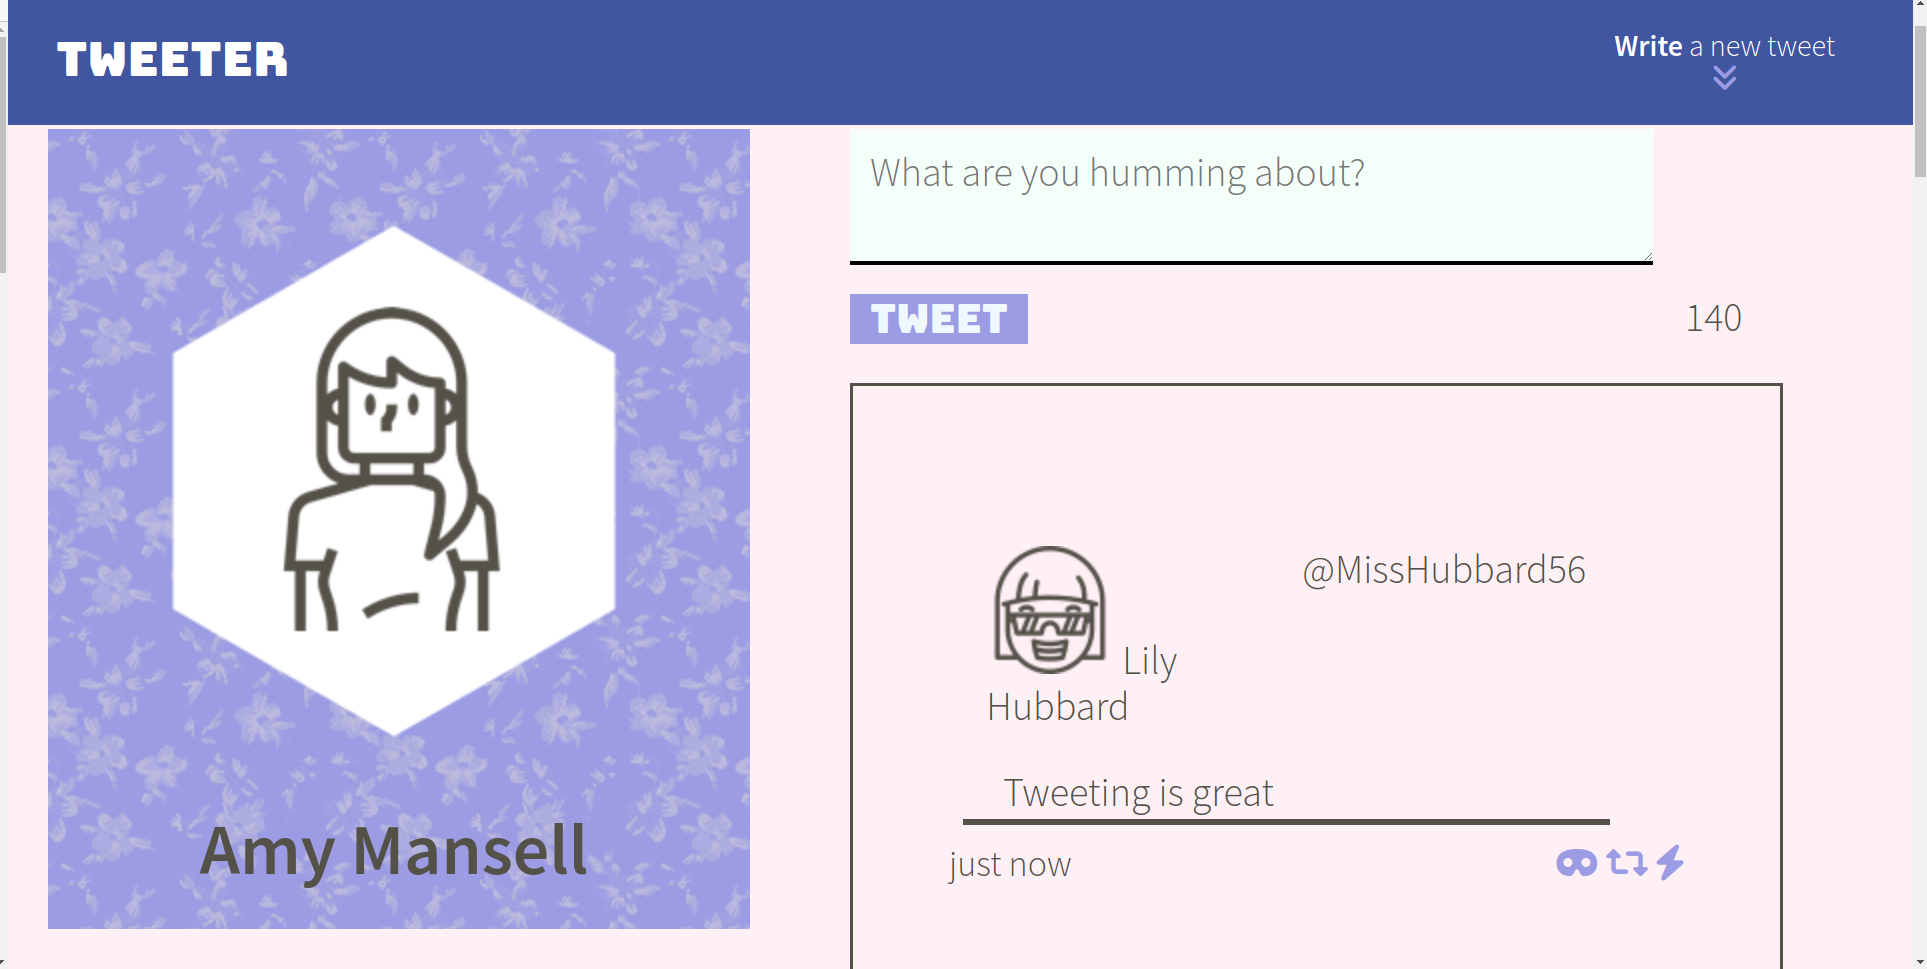 TWEETER
Write a new tweet
Amy Mansell
What are you humming about?
TWEET
140
@MissHubbard56
Lily
Hubbard
Tweeting is great
just now